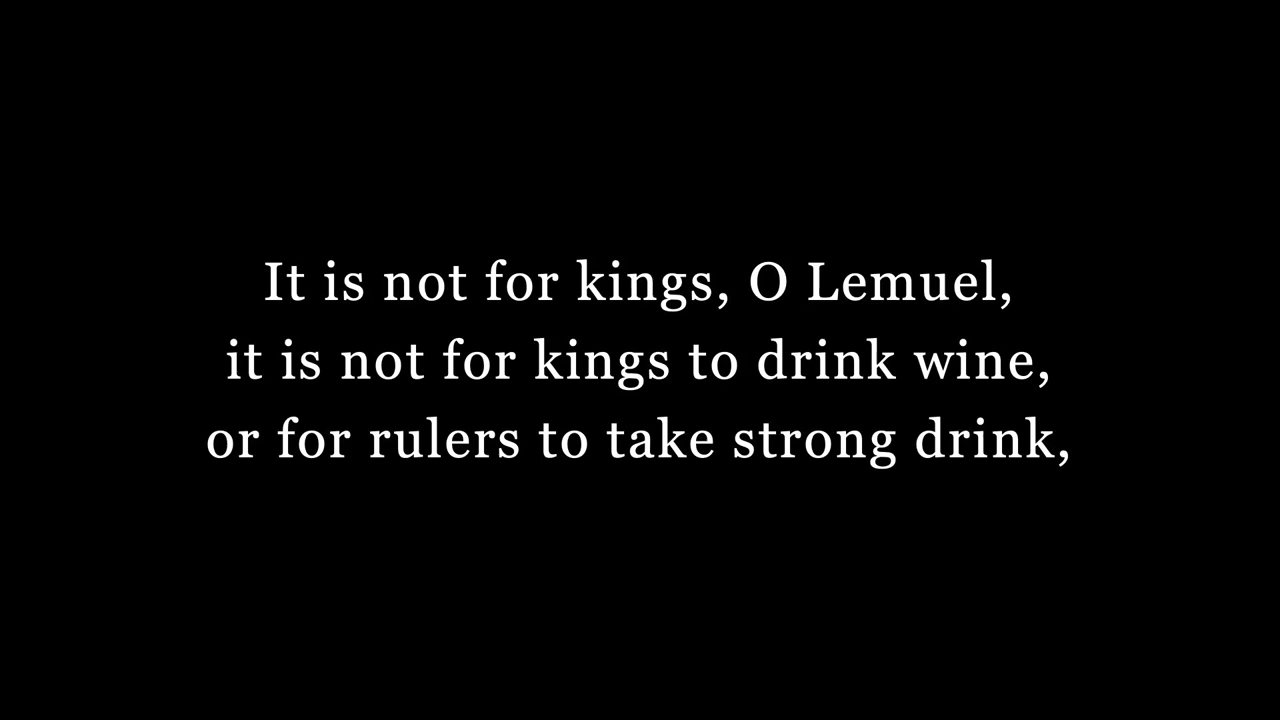 It is not for kings, O Lemuel,
it is not for kings to drink wine,
or for rulers to take strong drink,